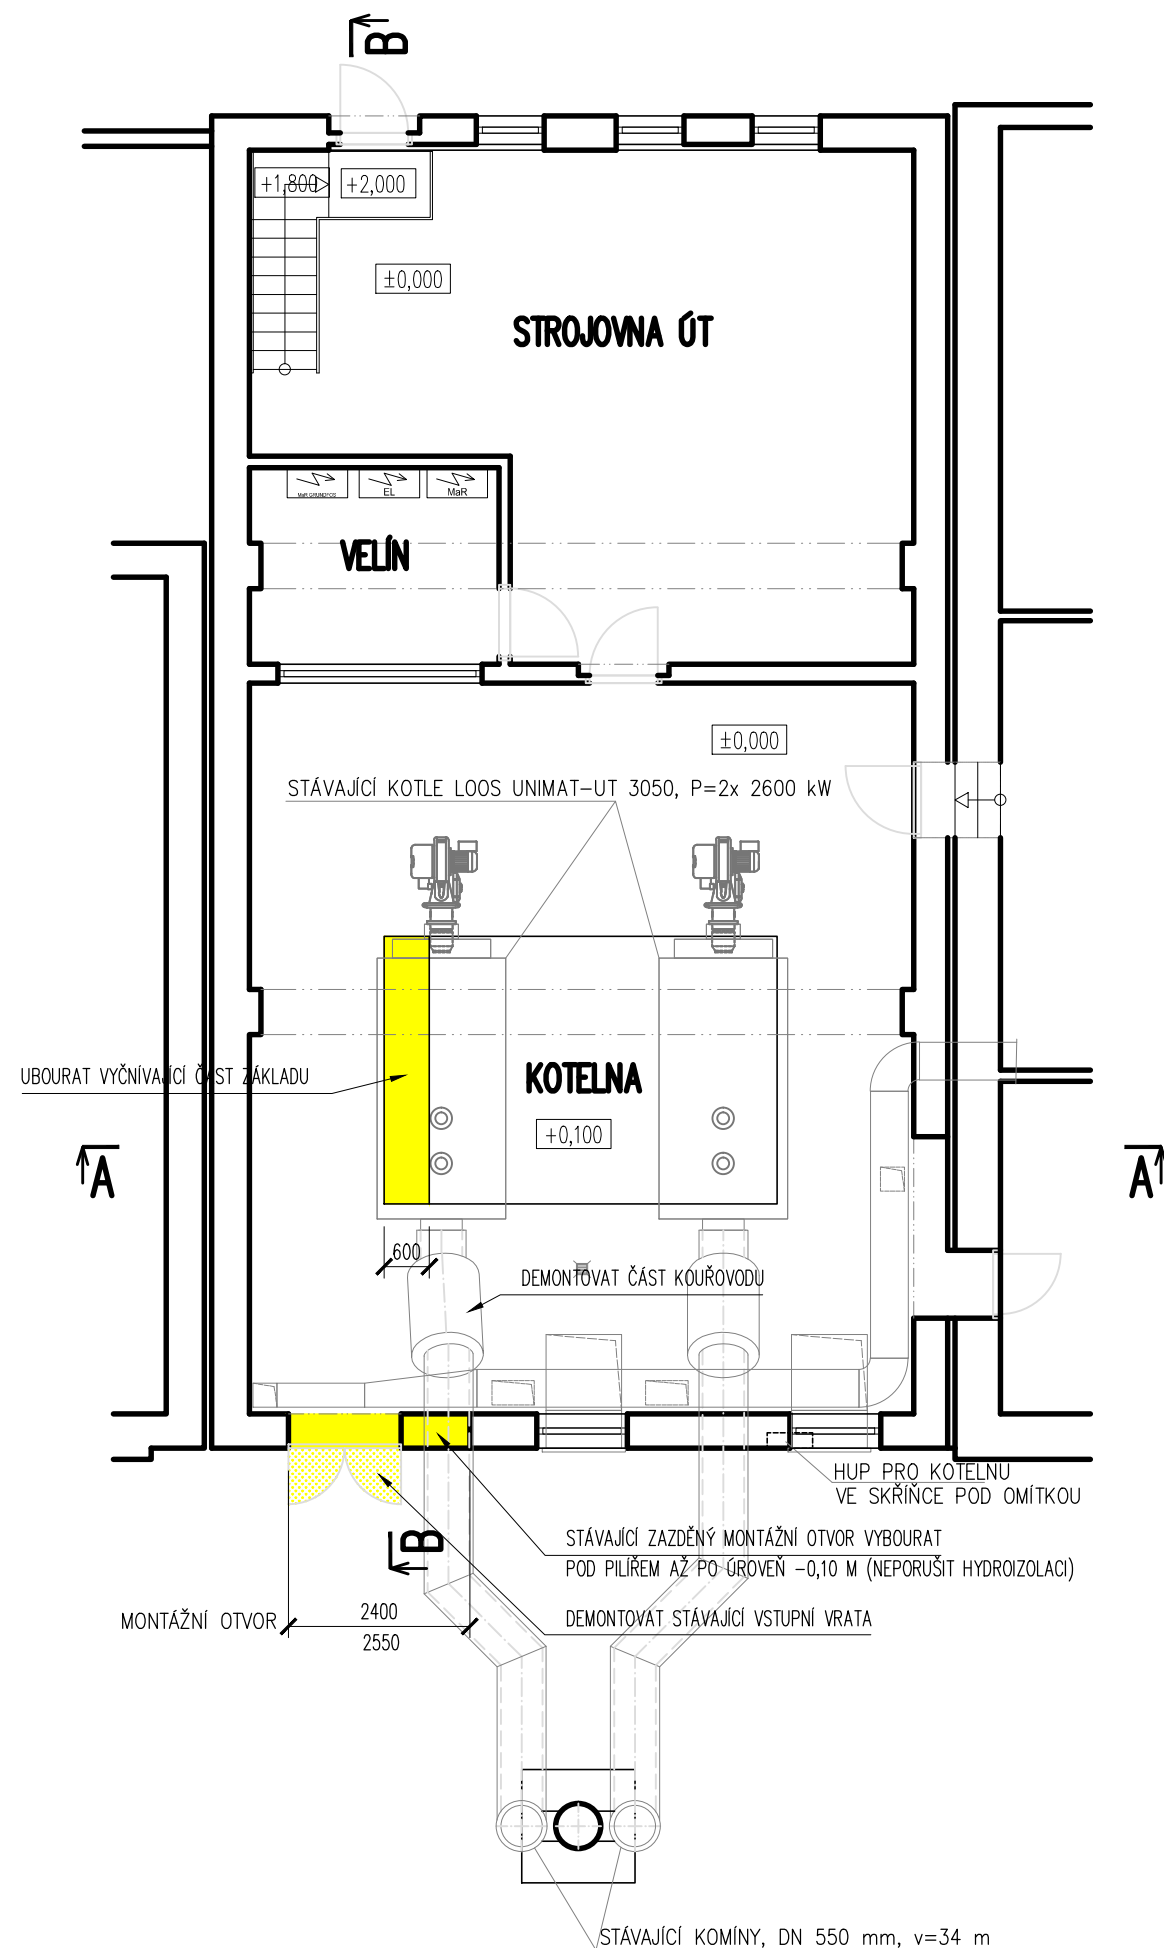 B
+1,800
+2,000
±0,000
STROJOVNA ÚT
MaR GRUNDFOS
EL
MaR
VELÍN
±0,000
STÁVAJÍCÍ KOTLE LOOS UNIMAT-UT 3050, P=2x 2600 kW
UBOURAT VYČNÍVAJÍCÍ ČÁST ZÁKLADU
KOTELNA
+0,100
A
A
600
DEMONTOVAT ČÁST KOUŘOVODU
HUP PRO KOTELNU
VE SKŘÍŇCE POD OMÍTKOU
B
STÁVAJÍCÍ ZAZDĚNÝ MONTÁŽNÍ OTVOR VYBOURAT
POD PILÍŘEM AŽ PO ÚROVEŇ -0,10 M (NEPORUŠIT HYDROIZOLACI)
MONTÁŽNÍ OTVOR
2400
2550
DEMONTOVAT STÁVAJÍCÍ VSTUPNÍ VRATA
STÁVAJÍCÍ KOMÍNY, DN 550 mm, v=34 m